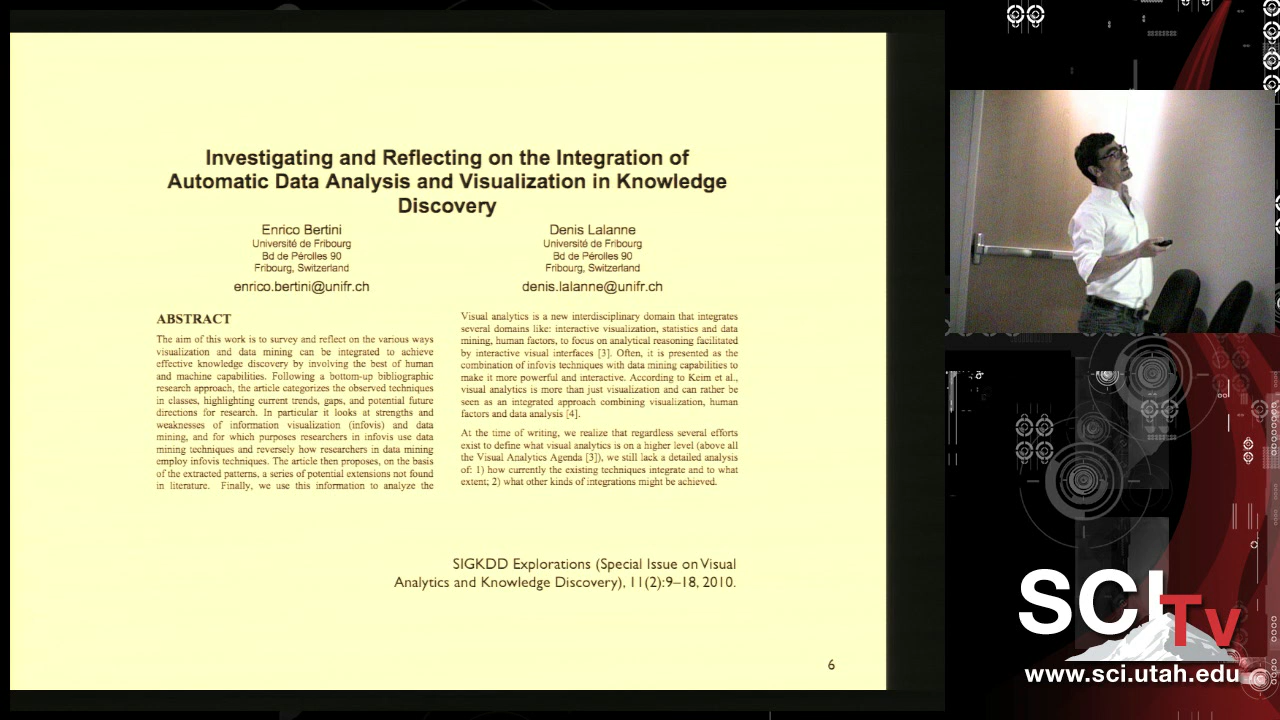 Investigating and Reflecting on the Integration of
Automatic Data Analysis and Visualization in Knowledge
Discovery
Enrico Bertini
Université de Fribourg
Bd de Pérolles 90
Fribourg, Switzerland
enrico.bertini@unifr.ch
Denis Lalanne
Université de Fribourg
Bd de Pérolles 90
Fribourg, Switzerland
denis.lalanne@unifr.ch
ABSTRACT
The aim of this work is to survey and reflect on the various ways
visualization and data mining can be integrated to achieve
effective knowledge discovery by involving the best of human
and machine capabilities. Following a bottom-up bibliographic
research approach, the article categorizes the observed techniques
in classes, highlighting current trends, gaps, and potential future
directions for research. In particular it looks at strengths and
weaknesses of information visualization (infovis) and data
mining, and for which purposes researchers in infovis use data
mining techniques and reversely how researchers in data mining
employ infovis techniques. The article then proposes, on the basis
of the extracted patterns, a series of potential extensions not found
in literature. Finally, we use this information to analyze the
Visual analytics is a new interdisciplinary domain that integrates
several domains like: interactive visualization, statistics and data
mining, human factors, to focus on analytical reasoning facilitated
by interactive visual interfaces [3]. Often, it is presented as the
combination of infovis techniques with data mining capabilities to
make it more powerful and interactive. According to Keim et al.,
visual analytics is more than just visualization and can rather be
seen as an integrated approach combining visualization, human
factors and data analysis [4].
At the time of writing, we realize that regardless several efforts
exist to define what visual analytics is on a higher level (above all
the Visual Analytics Agenda [3]), we still lack a detailed analysis
of: 1) how currently the existing techniques integrate and to what
extent; 2) what other kinds of integrations might be achieved.
SIGKDD Explorations (Special Issue on Visual
Analytics and Knowledge Discovery), 11(2):9–18, 2010.
6
SCI TV
www.sci.utah.edu